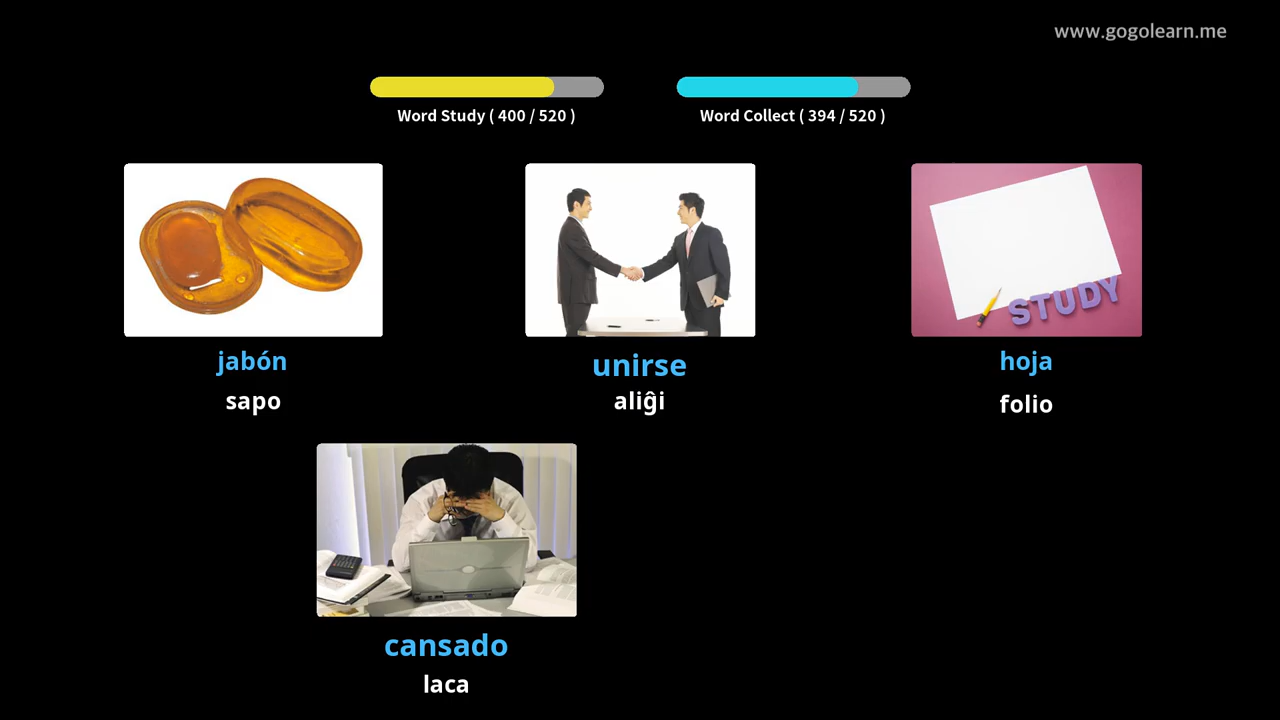 www.gogolearn.me
Word Study ( 400 / 520 )
Word Collect ( 394 / 520 )
STUDY
jabón
unirse
hoja
sapo
aliĝi
folio
cansado
laca